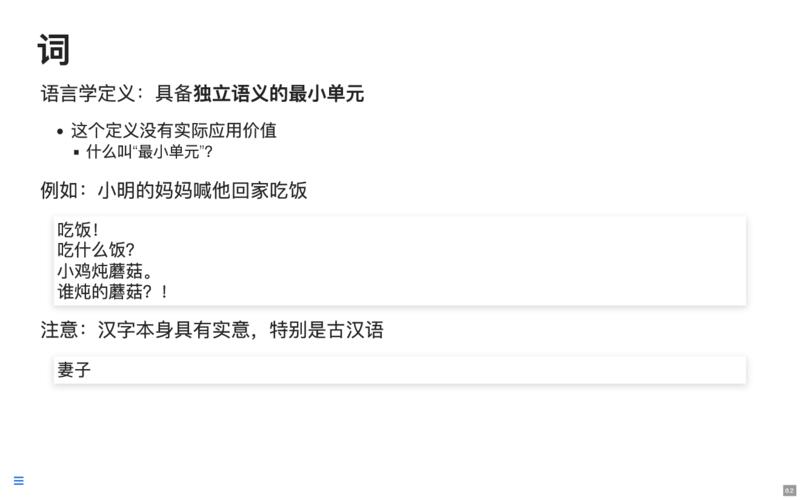 词
语言学定义：具备独立语义的最小单元
这个定义没有实际应用价值
什么叫“最小单元”?
例如：小明的妈妈喊他回家吃饭
吃饭！
吃什么饭？
小鸡炖蘑菇。
谁炖的蘑菇？！
注意：汉字本身具有实意，特别是古汉语
妻子
6.2